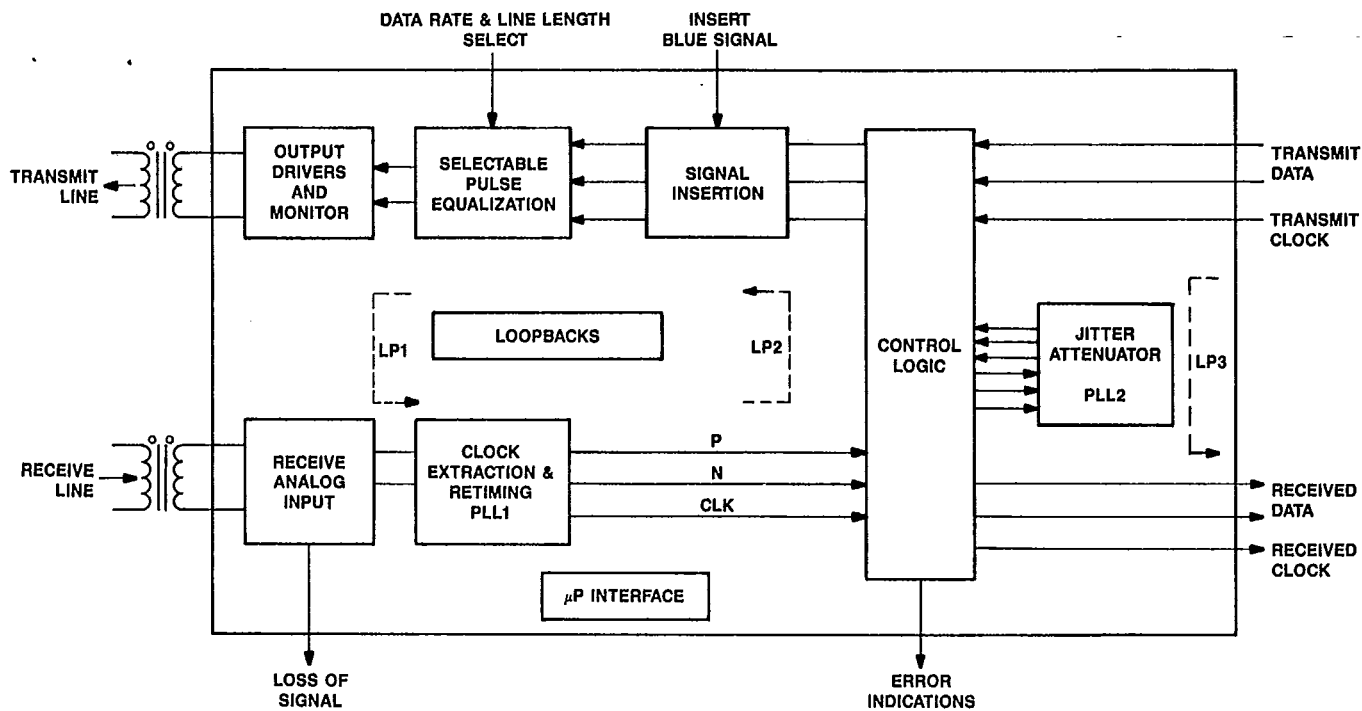 DATA RATE & LINE LENGTH
SELECT
INSERT
BLUE SIGNAL
TRANSMIT
LINE
OUTPUT
DRIVERS
AND
MONITOR
SELECTABLE
PULSE
EQUALIZATION
SIGNAL
INSERTION
TRANSMIT
DATA
TRANSMIT
CLOCK
LP1
LOOPBACKS
LP2
CONTROL
LOGIC
JITTER
ATTENUATOR
PLL2
LP3
RECEIVE
LINE
RECEIVE
ANALOG
INPUT
CLOCK
EXTRACTION &
RETIMING
PLL1
P
N
CLK
RECEIVED
DATA
RECEIVED
CLOCK
μP INTERFACE
LOSS OF
SIGNAL
ERROR
INDICATIONS